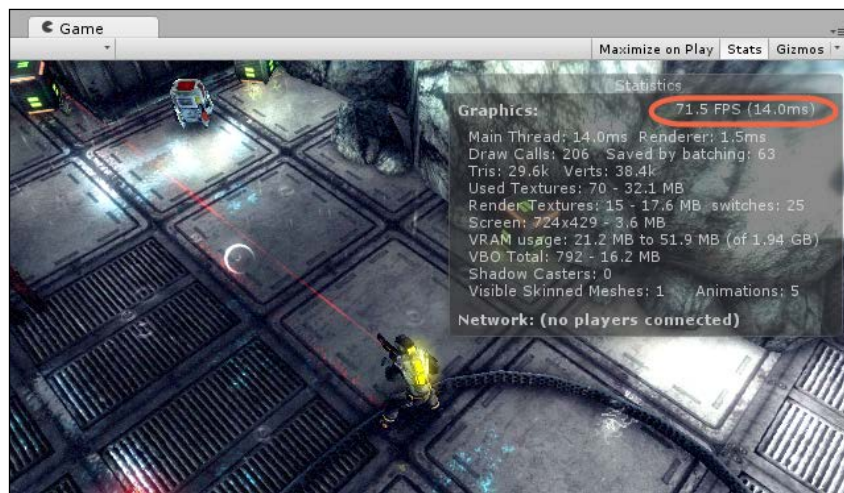 Game
Maximize on Play Stats Gizmos
Statistics
Graphics: 71.5 FPS (14.0ms)
Main Thread: 14.0ms Renderer: 1.5ms
Draw Calls: 206 Saved by batching: 63
Tris: 29.6k Verts: 38.4k
Used Textures: 70 - 32.1 MB
Render Textures: 15 - 17.6 MB switches: 25
Screen: 724x429 - 3.6 MB
VRAM usage: 21.2 MB to 51.9 MB (of 1.94 GB)
VBO Total: 792 - 16.2 MB
Shadow Casters: 0
Visible Skinned Meshes: 1 Animations: 5
Network: (no players connected)